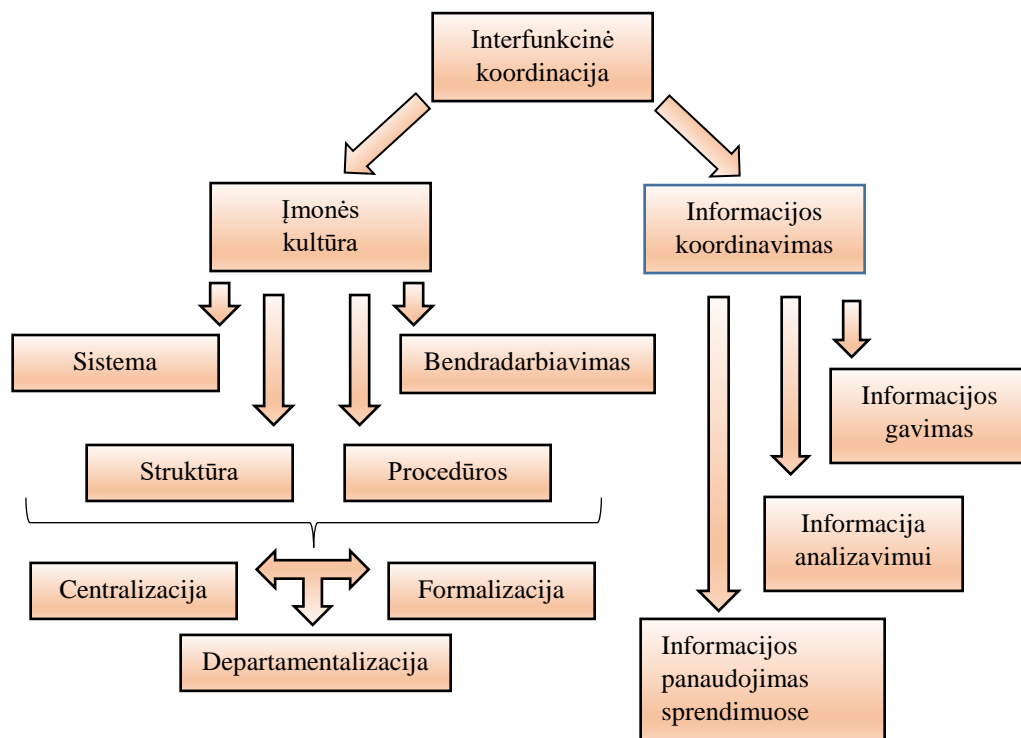 Interfunkcinė
koordinacija
Įmonės
kultūra
Informacijos
koordinavimas
Sistema
Bendradarbiavimas
Informacijos
gavimas
Struktūra
Procedūros
Informacija
analizavimui
Centralizacija
Formalizacija
Departamentalizacija
Informacijos
panaudojimas
sprendimuose